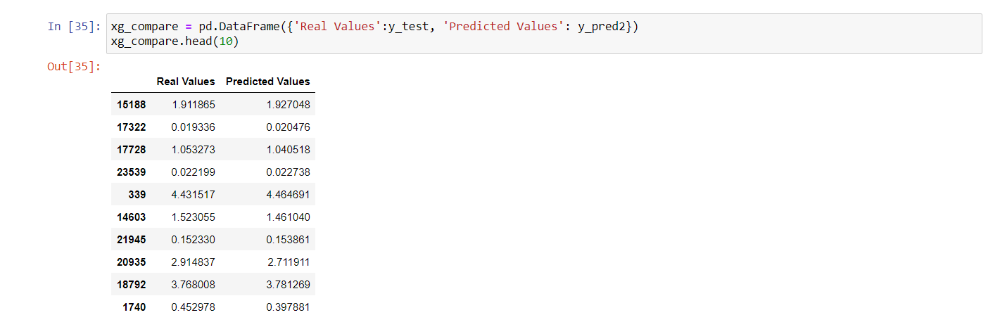 In [35]: xg_compare = pd.DataFrame({'Real Values':y_test, 'Predicted Values': y_pred2})
xg_compare.head(10)
Out[35]:
Real Values Predicted Values
15188 1.911865 1.927048
17322 0.019336 0.020476
17728 1.053273 1.040518
23539 0.022199 0.022738
339 4.431517 4.464691
14603 1.523055 1.461040
21945 0.152330 0.153861
20935 2.914837 2.711911
18792 3.768008 3.781269
1740 0.452978 0.397881